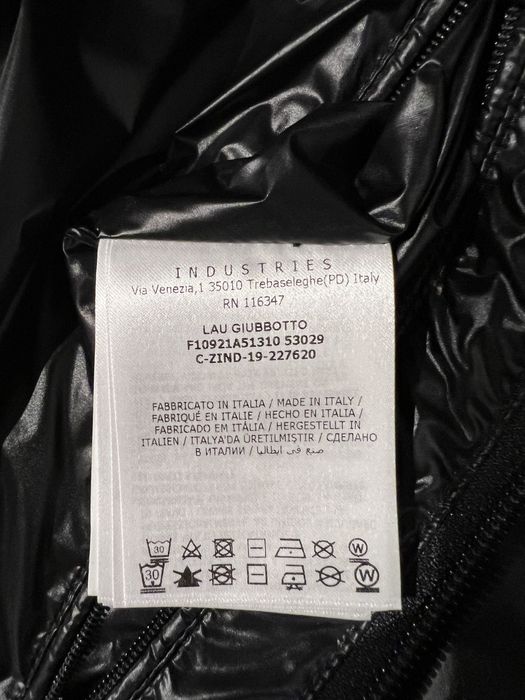 INDUSTRIES
Via Venezia,1 35010 Trebaseleghe(PD) Italy
RN 116347
LAU GIUBBOTTO
F10921A51310 53029
C-ZIND-19-227620
FABBRICATO IN ITALIA / MADE IN ITALY /
FABRIQUÉ EN ITALIE / HECHO EN ITALIA /
FABRICADO EM ITÁLIA / HERGESTELLT IN
ITALIEN / ITALYA'DA ÜRETILMIŞTIR / СДЕЛАНО
В ИТАЛИИ / صنع في ايطاليا
30 W
30 W